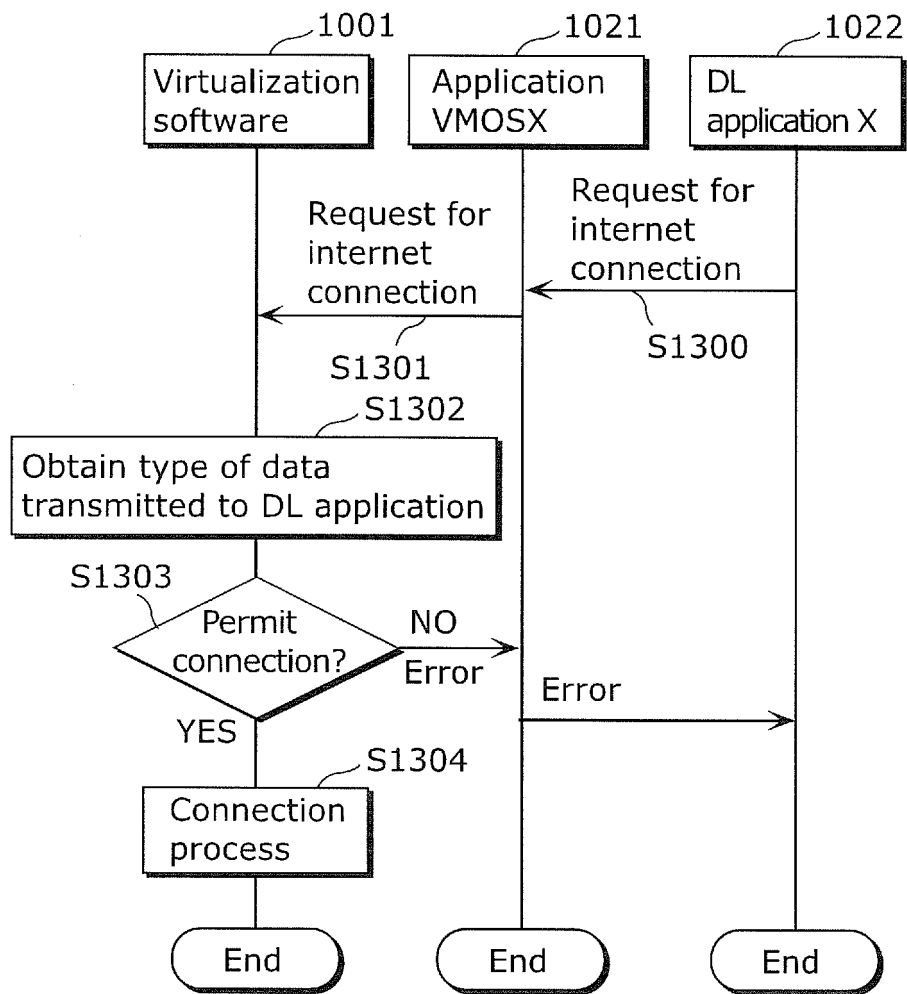 1001
1021
1022
Virtualization
software
Application
VMOSX
DL
application X
Request for
internet
connection
Request for
internet
connection
S1300
S1301
S1302
Obtain type of data
transmitted to DL application
S1303
Permit
connection?
NO
Error
Error
YES
S1304
Connection
process
End
End
End